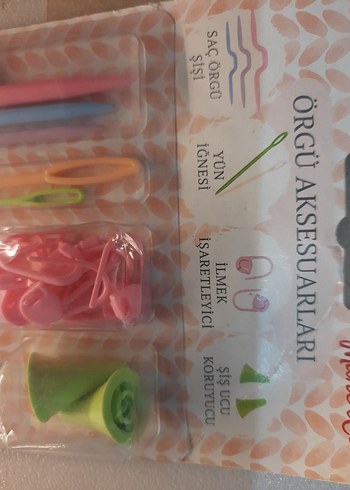 ÖRGÜ AKSESUARLARI
SAÇ ÖRGÜ
ŞİŞİ
YÜN
İĞNESİ
İLMEK
İŞARETLEYİCİ
ŞİŞ UCU
KORUYUCU